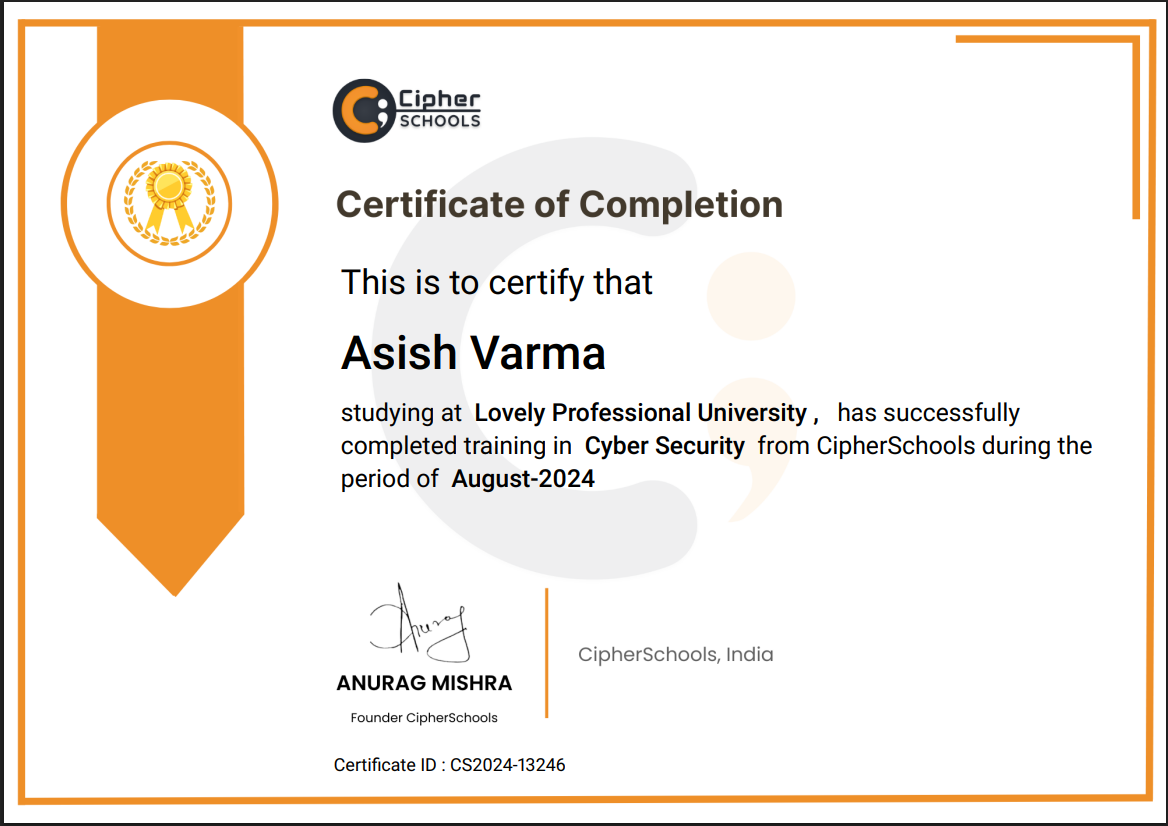 Cipher
SCHOOLS
Certificate of Completion
This is to certify that
Asish Varma
studying at Lovely Professional University , has successfully
completed training in Cyber Security from CipherSchools during the
period of August-2024
Anurag
ANURAG MISHRA
Founder CipherSchools
CipherSchools, India
Certificate ID : CS2024-13246